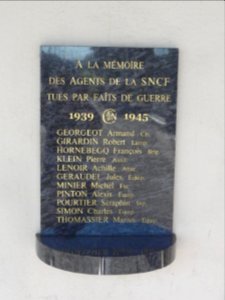 A LA MÉMOIRE
DES AGENTS DE LA SNCF
TUÉS PAR FAITS DE GUERRE
1939 1945
GEORGEOT Armand
GIRARDIN Robert
HORNEBECQ François
KLEIN Pierre
LENOIR Achille
GERAUDEL Jules
MINIER Michel
PINTON Alexis
POURTIER Séraphin
SIMON Charles
THOMASSIER Marius